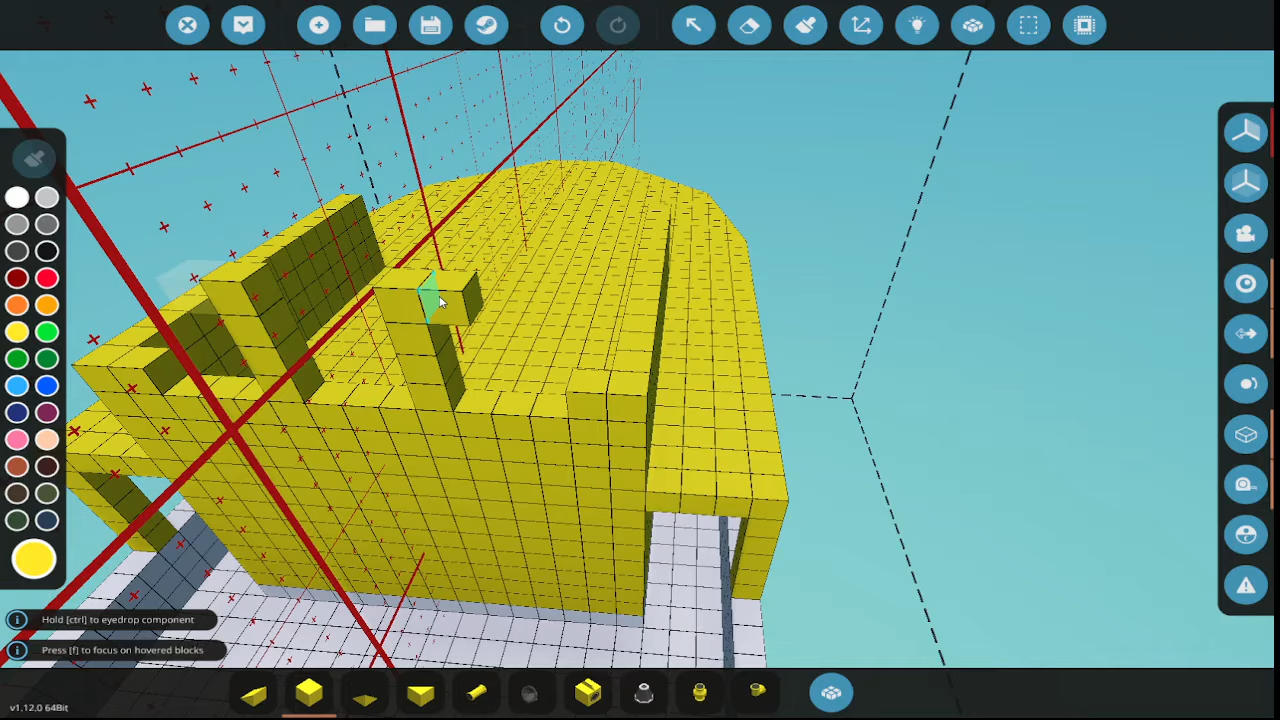 Hold [ctrl] to eyedrop component
Press [f] to focus on hovered blocks
v1.12.0 64Bit